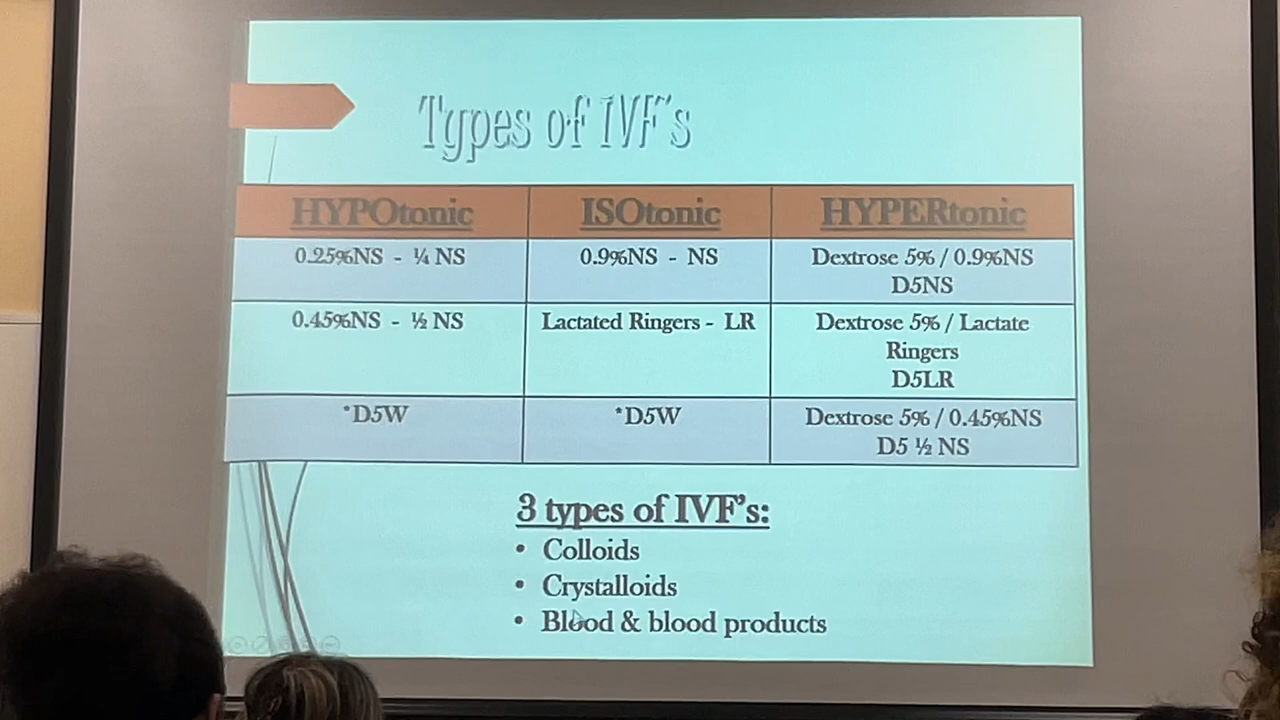 Types of IVF's
HYPOtonic ISOtonic HYPERtonic
0.25%NS - ¼ NS 0.9%NS - NS Dextrose 5% / 0.9%NS
D5NS
0.45%NS - ½ NS Lactated Ringers - LR Dextrose 5% / Lactate
Ringers
D5LR
*D5W *D5W Dextrose 5% / 0.45%NS
D5 ½ NS
3 types of IVF's:
• Colloids
• Crystalloids
• Blood & blood products